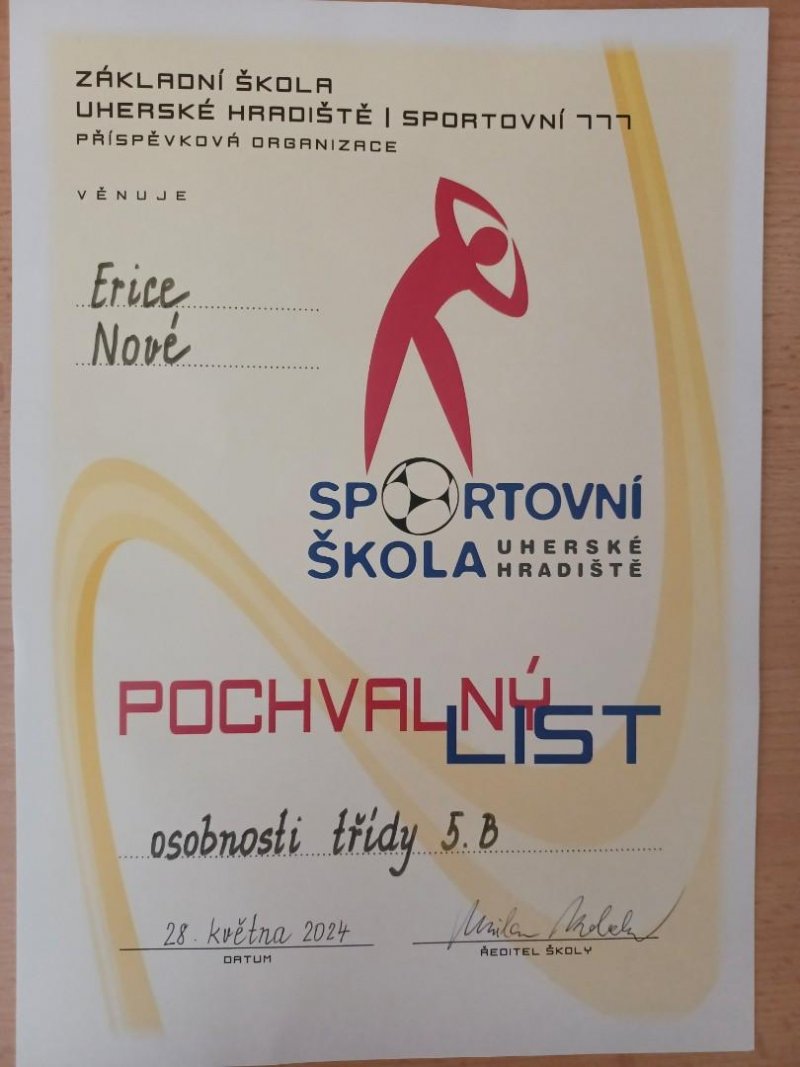 ZÁKLADNÍ ŠKOLA
UHERSKÉ HRADIŠTĚ | SPORTOVNÍ 777
PŘÍSPĚVKOVÁ ORGANIZACE
VĚNUJE
Erice
Nové
SPORTOVNÍ
ŠKOLA UHERSKÉ
HRADIŠTĚ
POCHVALNÝ
LIST
osobnosti třídy 5.B
28. května 2024
DATUM
ŘEDITEL ŠKOLY